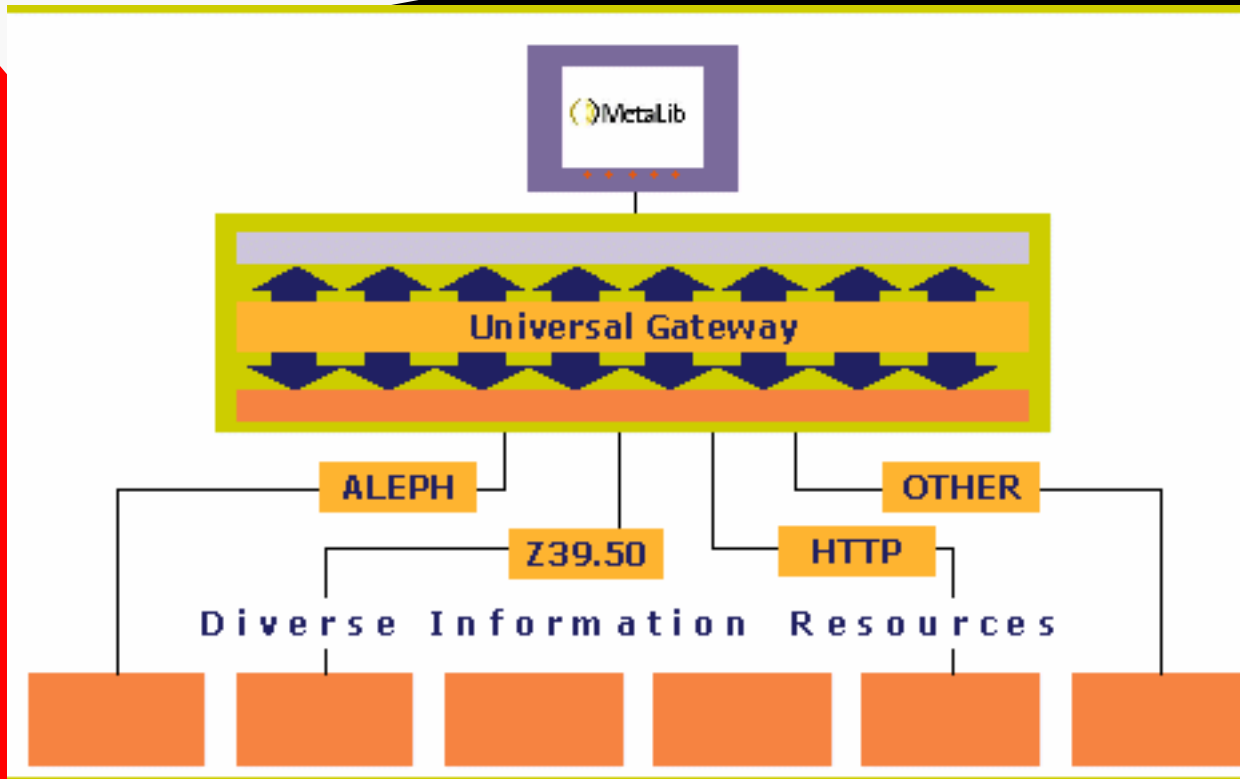 MetaLib
Universal Gateway
ALEPH
OTHER
Z39.50
HTTP
Diverse Information Resources